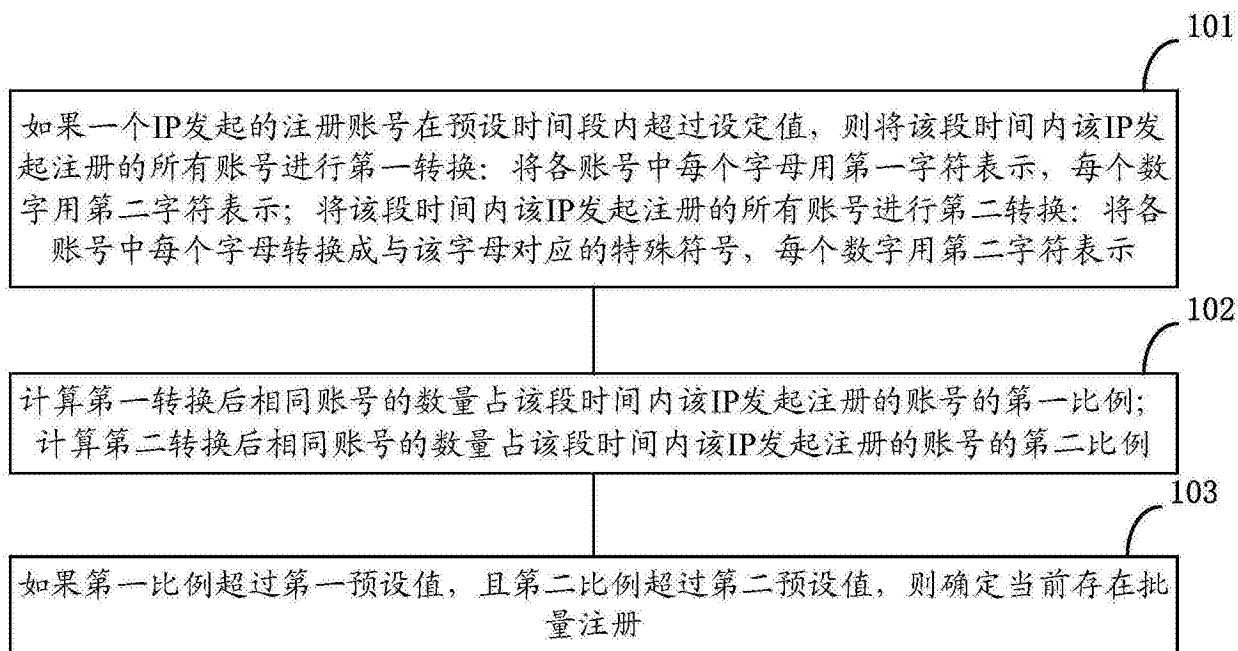 101
如果一个IP发起的注册账号在预设时间段内超过设定值，则将该段时间内该IP发
起注册的所有账号进行第一转换：将各账号中每个字母用第一字符表示，每个数
字用第二字符表示；将该段时间内该IP发起注册的所有账号进行第二转换：将各
账号中每个字母转换成与该字母对应的特殊符号，每个数字用第二字符表示
102
计算第一转换后相同账号的数量占该段时间内该IP发起注册的账号的第一比例；
计算第二转换后相同账号的数量占该段时间内该IP发起注册的账号的第二比例
103
如果第一比例超过第一预设值，且第二比例超过第二预设值，则确定当前存在批
量注册